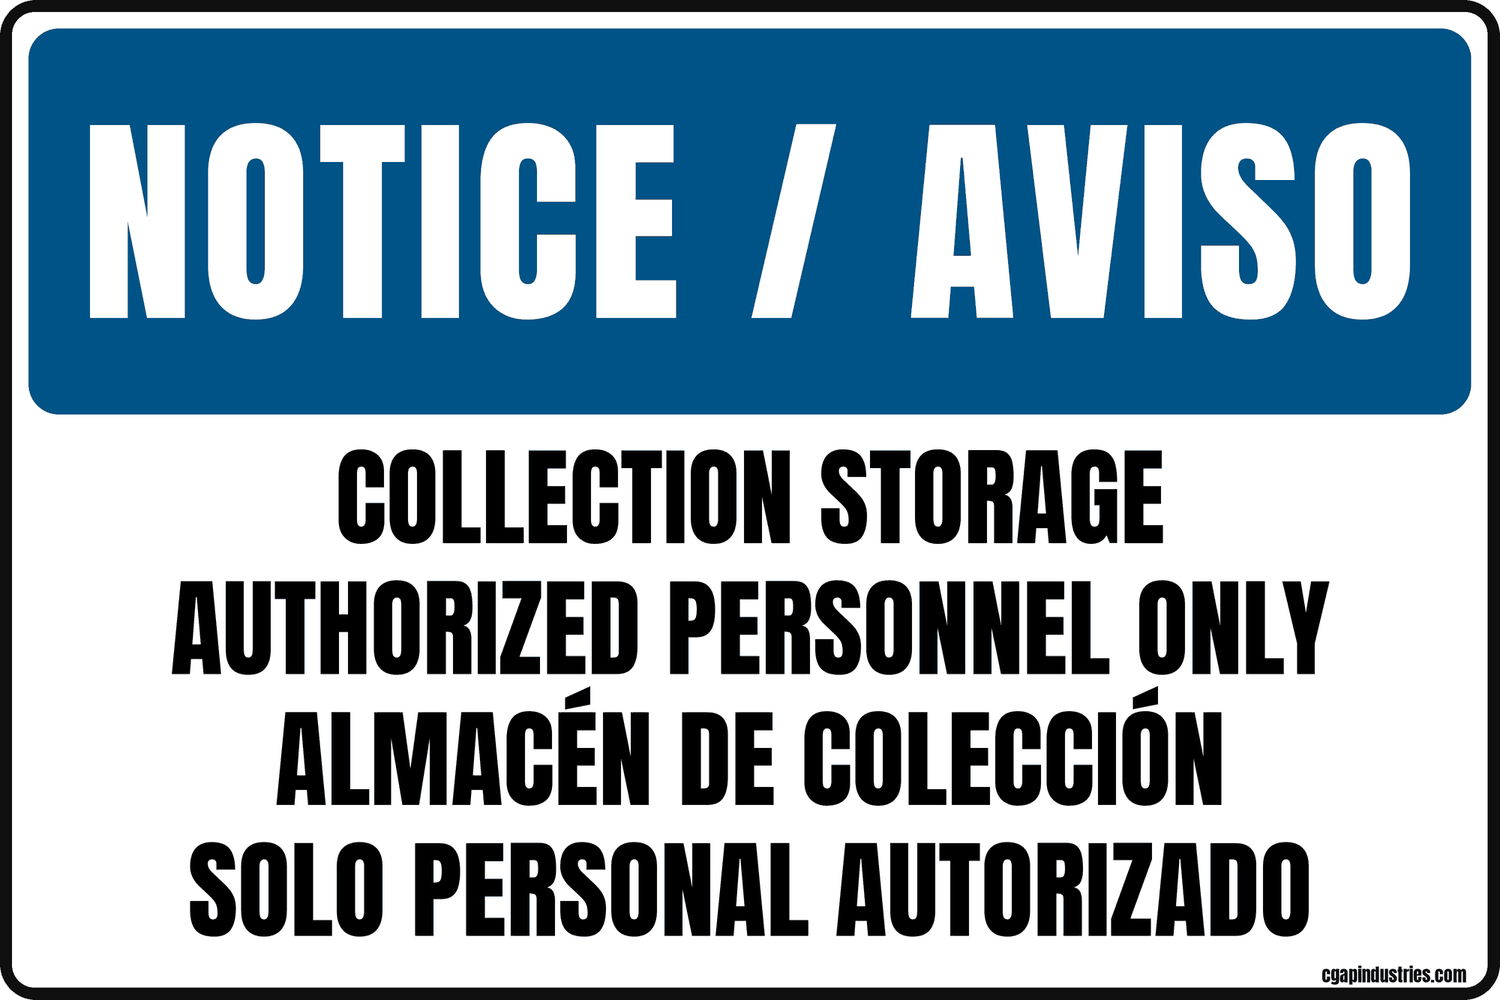 NOTICE / AVISO
COLLECTION STORAGE
AUTHORIZED PERSONNEL ONLY
ALMACÉN DE COLECCIÓN
SOLO PERSONAL AUTORIZADO
cgapindustries.com